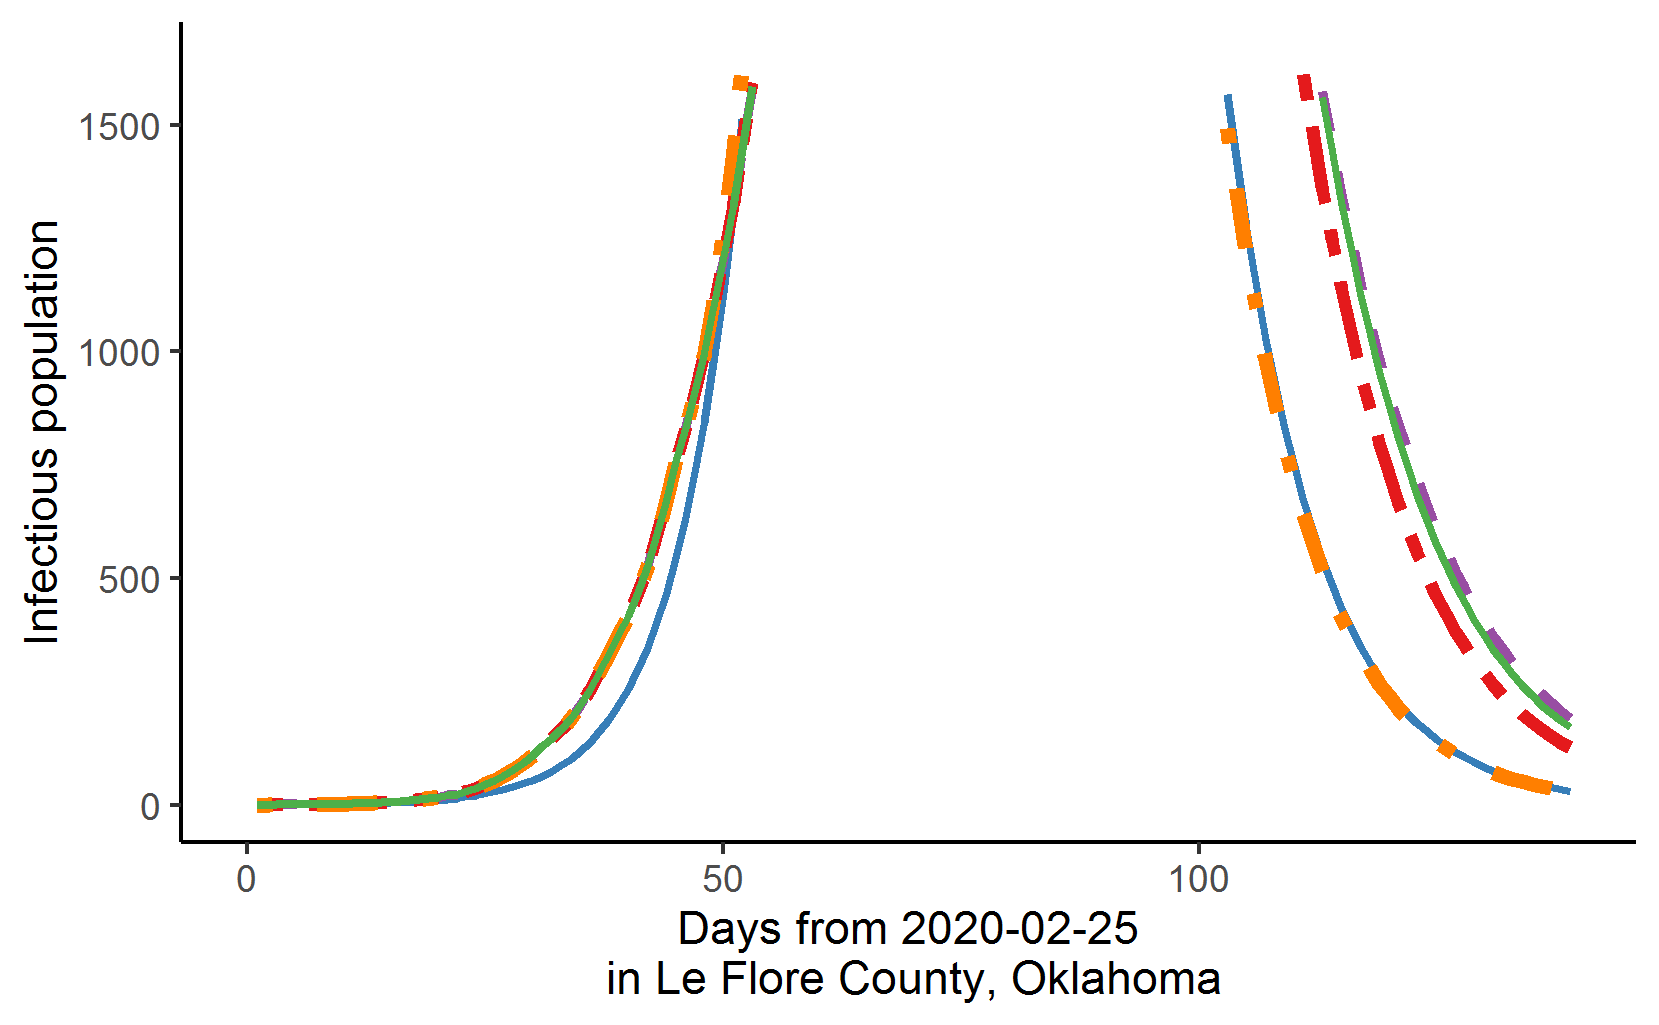 Infectious population
1500
1000
500
0
0 50 100
Days from 2020-02-25
in Le Flore County, Oklahoma